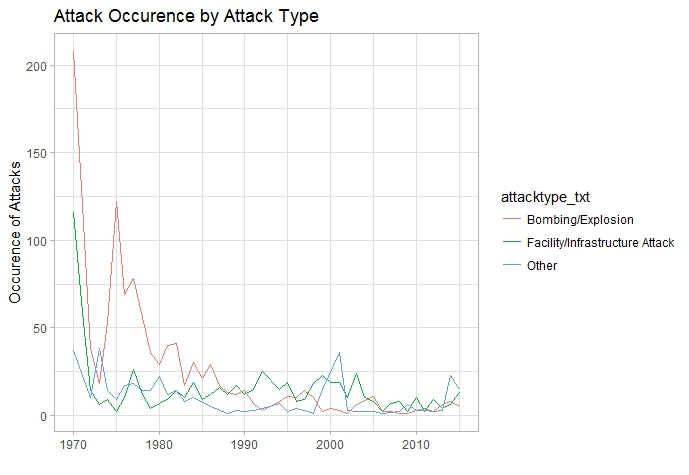 Attack Occurence by Attack Type
Occurence of Attacks
200
150
100
50
0
1970
1980
1990
2000
2010
attacktype_txt
Bombing/Explosion
Facility/Infrastructure Attack
Other